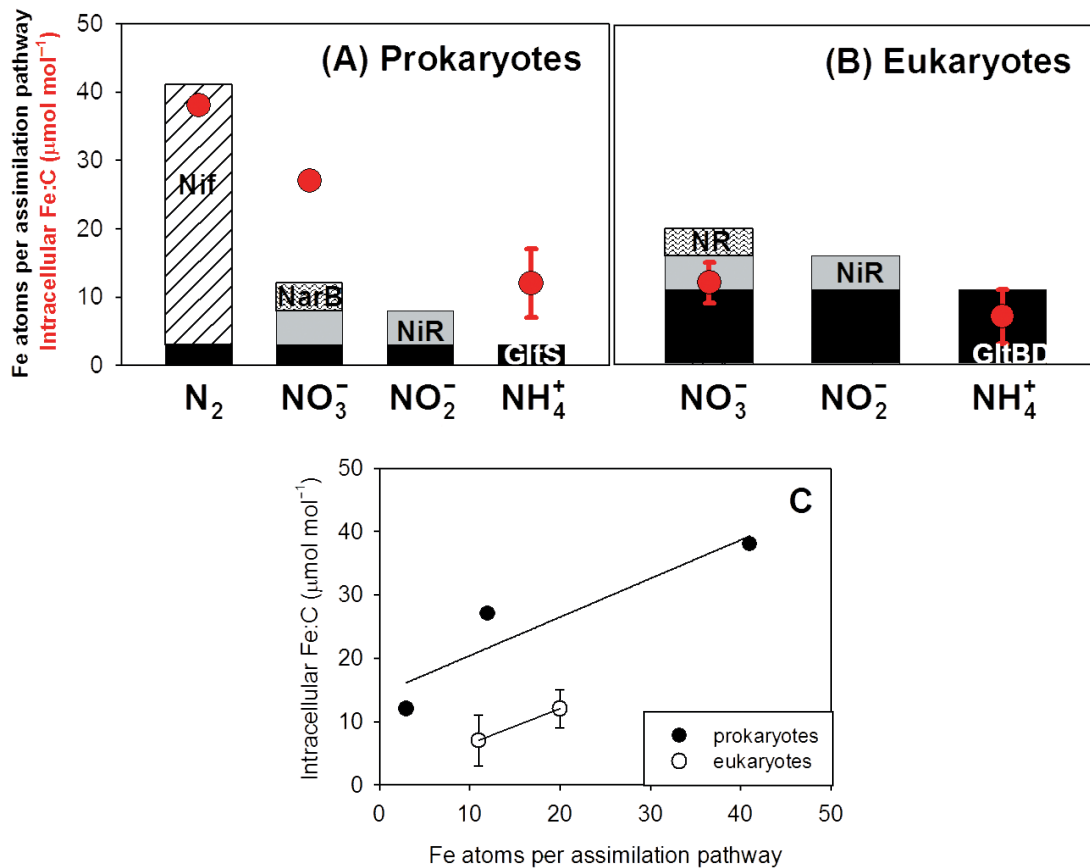 Fe atoms per assimilation pathway
Intracellular Fe:C (μmol mol⁻¹)
50
40
30
20
10
0
(A) Prokaryotes
Nif
NarB
NiR
GltS
N₂
NO₃⁻
NO₂⁻
NH₄⁺
(B) Eukaryotes
NR
NiR
GltBD
NO₃⁻
NO₂⁻
NH₄⁺
C
Intracellular Fe:C (μmol mol⁻¹)
50
40
30
20
10
0
prokaryotes
eukaryotes
0 10 20 30 40 50
Fe atoms per assimilation pathway